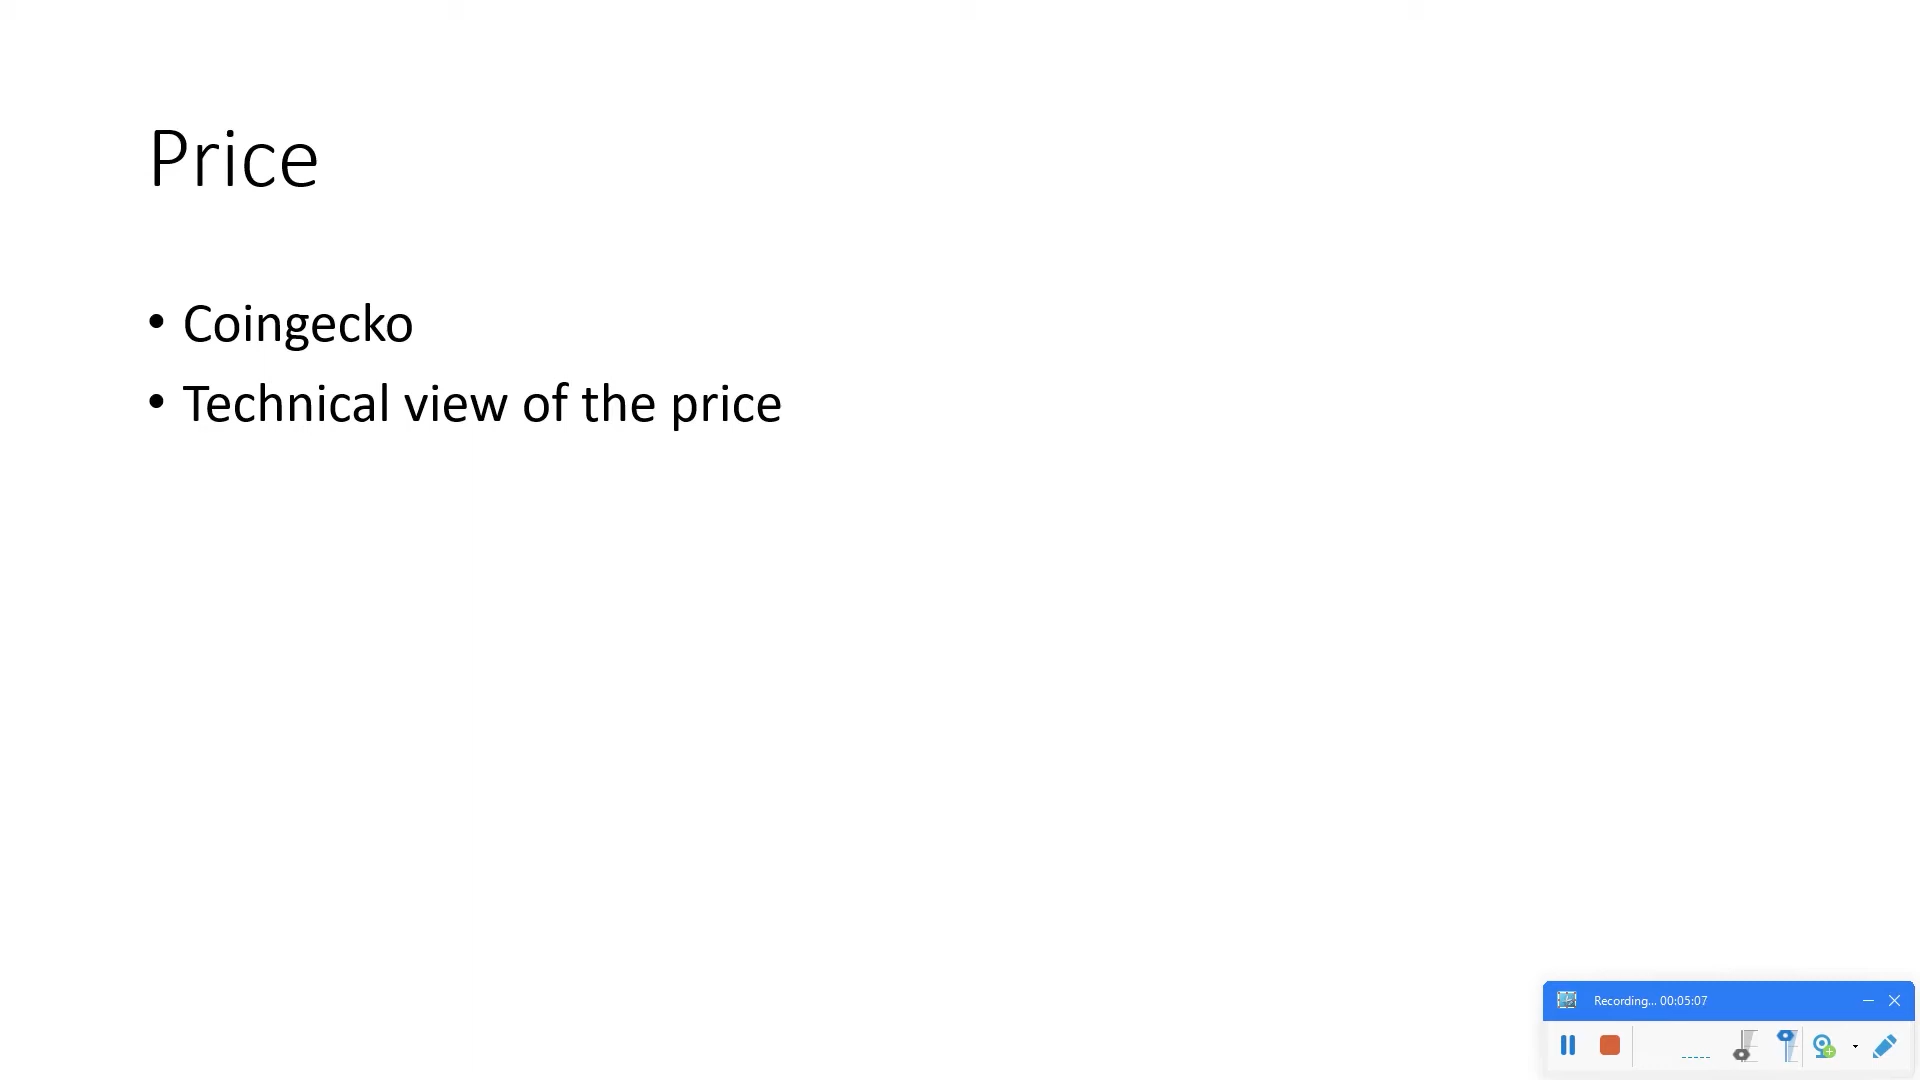 Price
• Coingecko
• Technical view of the price
Recording... 00:05:07